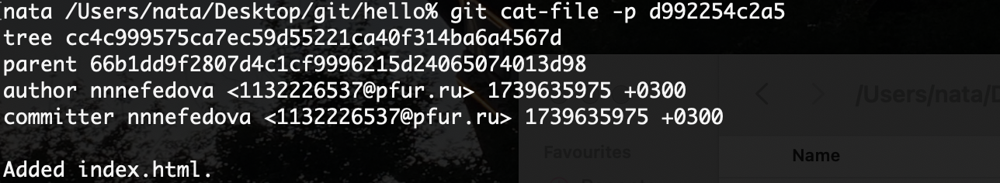 nata /Users/nata/Desktop/git/hello% git cat-file -p d992254c2a5
tree cc4c999575ca7ec59d55221ca40f314ba6a4567d
parent 66b1dd9f2807d4c1cf9996215d24065074013d98
author nnnefedova <1132226537@pfur.ru> 1739635975 +0300
committer nnnefedova <1132226537@pfur.ru> 1739635975 +0300
/Users/nata/D
Favourites
Name
Added index.html.